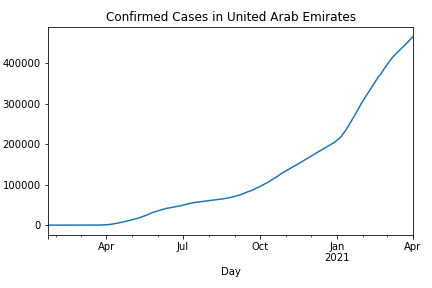 Confirmed Cases in United Arab Emirates
400000
300000
200000
100000
0
Apr Jul Oct Jan Apr
2021
Day